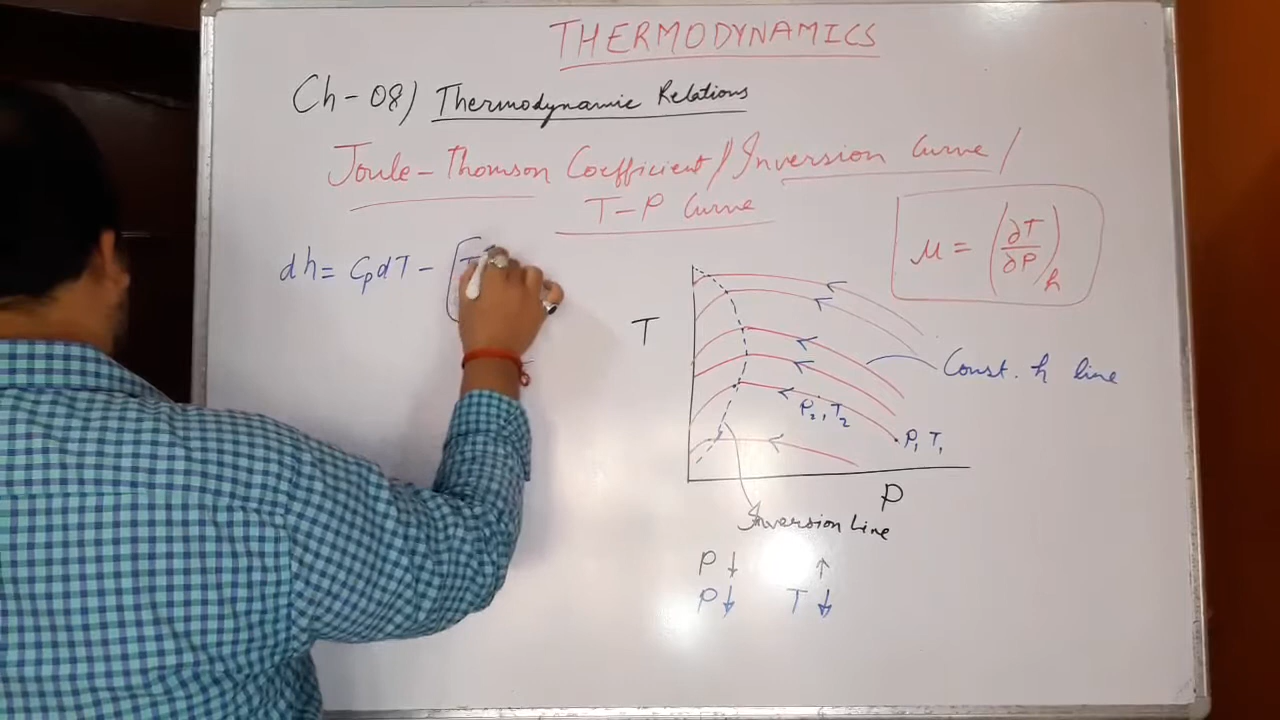 THERMODYNAMICS
Ch-08) Thermodynamic Relations
Joule-Thomson Coefficient / Inversion Curve /
T-P Curve
μ = (∂T/∂P)h
dh = CpdT - [T
T
Const. h line
P₂, T₂
P₁ T₁
P
Inversion Line
P↓ ↑
P↓ T↓